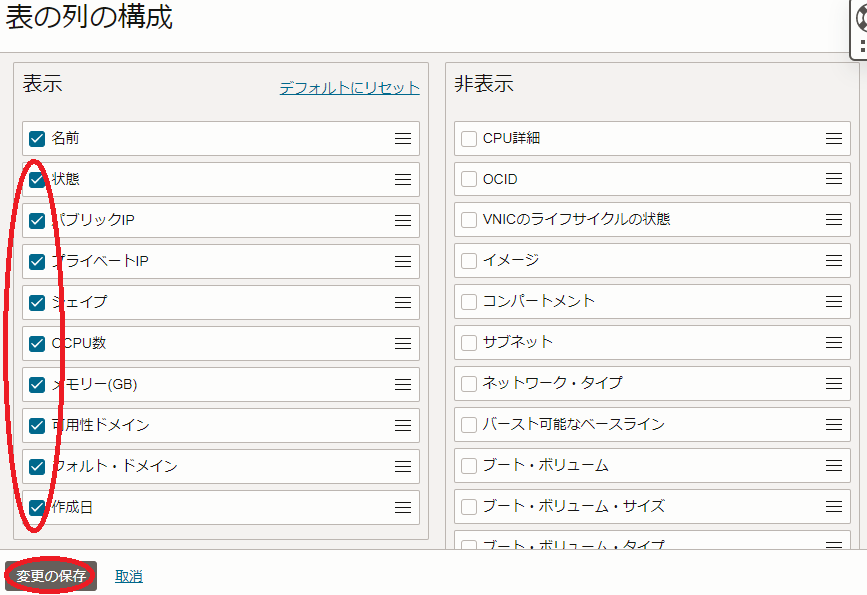 表の列の構成
表示
デフォルトにリセット
名前
状態
パブリックIP
プライベートIP
シェイプ
OCPU数
メモリー(GB)
可用性ドメイン
フォルト・ドメイン
作成日
非表示
CPU詳細
OCID
VNICのライフサイクルの状態
イメージ
コンパートメント
サブネット
ネットワーク・タイプ
バースト可能なベースライン
ブート・ボリューム
ブート・ボリューム・サイズ
ブート・ボリューム・タイプ
変更の保存
取消